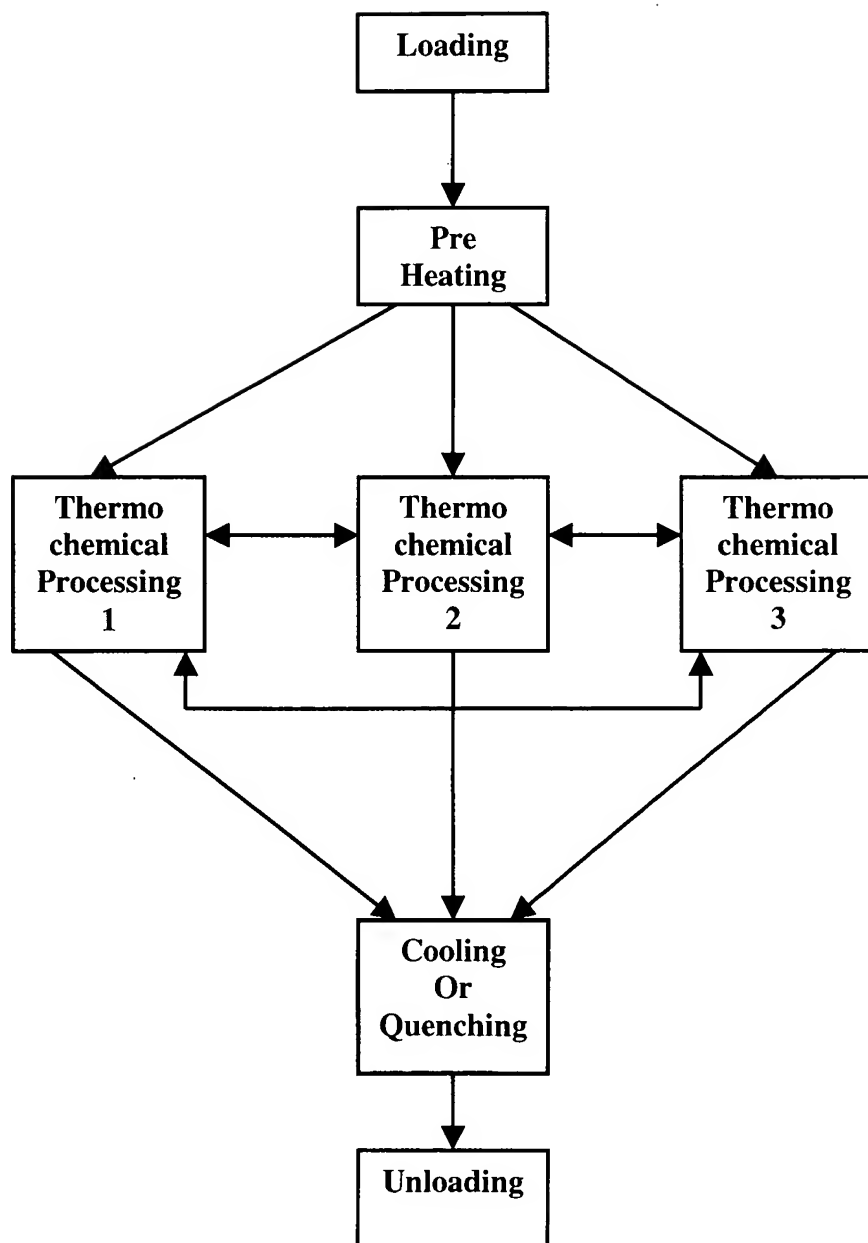 Loading
Pre
Heating
Thermo
chemical
Processing
1
Thermo
chemical
Processing
2
Thermo
chemical
Processing
3
Cooling
Or
Quenching
Unloading